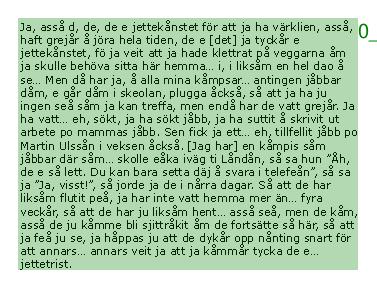 Ja, asså d, de, de e jettekånstet för att ja ha värklien, asså,
haft grejår å jöra hela tiden, de e [det] ja tyckår e
jettekånstet, fö ja veit att ja hade klettrat på veggarna åm
ja skulle behöva sitta här hemma... i, i liksåm en hel dao å
se... Men då har ja, å alla mina kåmpsar... antingen jåbbar
dåm, e går dåm i skeolan, plugga åckså, så att ja ha ju
ingen seå såm ja kan treffa, men endå har de vatt grejår. Ja
ha vatt... eh, sökt, ja ha sökt jåbb, ja ha suttit å skrivit ut
arbete po mammas jåbb. Sen fick ja ett... eh, tillfellit jåbb po
Martin Ulssån i veksen åckså. [Jag har] en kåmpis såm
jåbbar där såm... skolle eåka iväg ti Låndån, så sa hun ”Åh,
de e så lett. Du kan bara setta däj å svara i telefeån”, så sa
ja ”Ja, visst!”, så jorde ja de i nårra dagar. Så att de har
liksåm flutit peå, ja har inte vatt hemma mer än... fyra
veckår, så att de har ju liksåm hent... asså seå, men de kåm,
asså de ju kåmme bli sjittråkit åm de fortsätte så här, så att
ja feå ju se, ja håppas ju att de dykår opp nånting snart för
att annars... annars veit ja att ja kåmmår tycka de e...
jettetrist.
0_